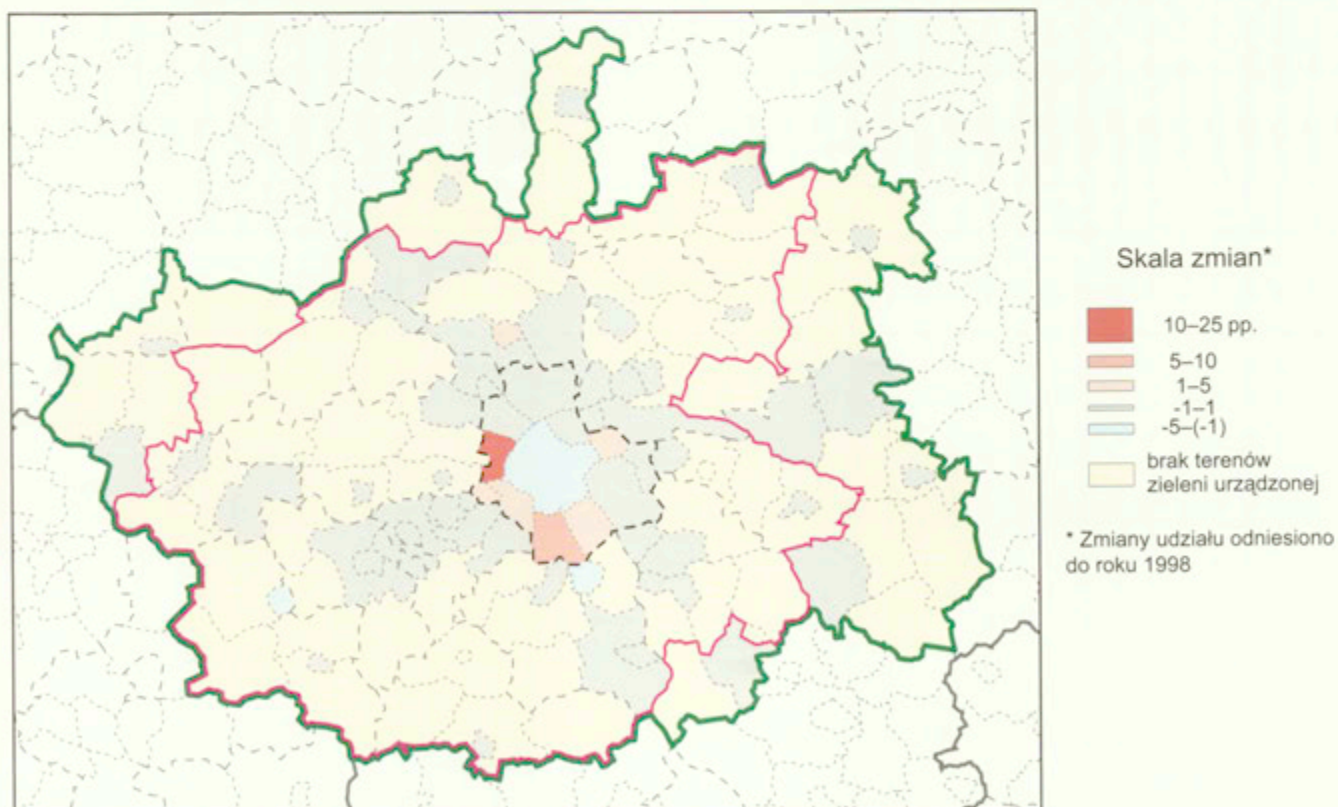 Skala zmian*
10–25 pp.
5–10
1–5
-1–1
-5–(-1)
brak terenów
zieleni urządzonej
* Zmiany udziału odniesiono
do roku 1998